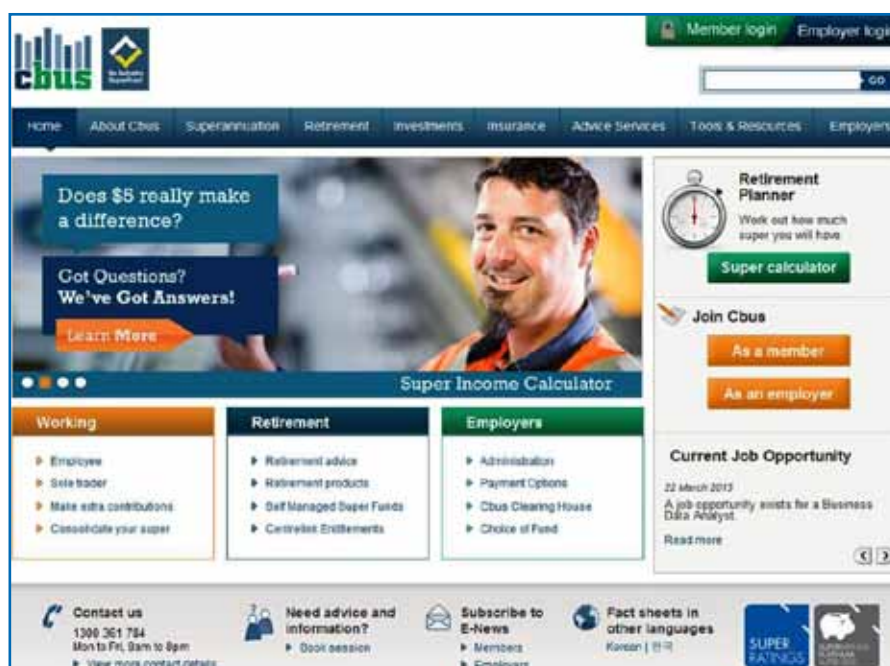 cbus
Member login
Employer login
GO
Home
About Cbus
Superannuation
Retirement
Investments
Insurance
Advice Services
Tools & Resources
Employers
Does $5 really make
a difference?
Got Questions?
We've Got Answers!
Learn More
Super Income Calculator
Retirement
Planner
Work out how much
super you will have
Super calculator
Join Cbus
As a member
As an employer
Current Job Opportunity
22 March 2013
A job opportunity exists for a Business
Data Analyst.
Read more
Working
Employee
Sole trader
Make extra contributions
Consolidate your super
Retirement
Retirement advice
Retirement products
Self Managed Super Funds
Centrelink Entitlements
Employers
Administration
Payment Options
Cbus Clearing House
Choice of Fund
Contact us
1300 361 784
Mon to Fri, 8am to 8pm
View more contact details
Need advice and
information?
Book session
Subscribe to
E-News
Members
Employers
Fact sheets in
other languages
Korean | 한국
SUPER
RATINGS